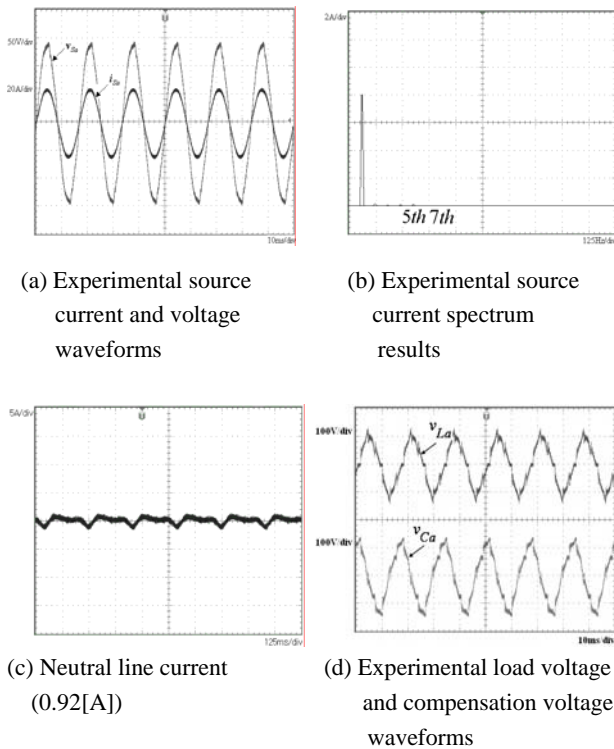 50V/div
v_Sa
20A/div
i_Sa
10ms/div
2A/div
5th 7th
125Hz/div
(a) Experimental source
current and voltage
waveforms
(b) Experimental source
current spectrum
results
5A/div
125ms/div
100V/div
v_La
100V/div
v_Ca
10ms/div
(c) Neutral line current
(0.92[A])
(d) Experimental load voltage
and compensation voltage
waveforms